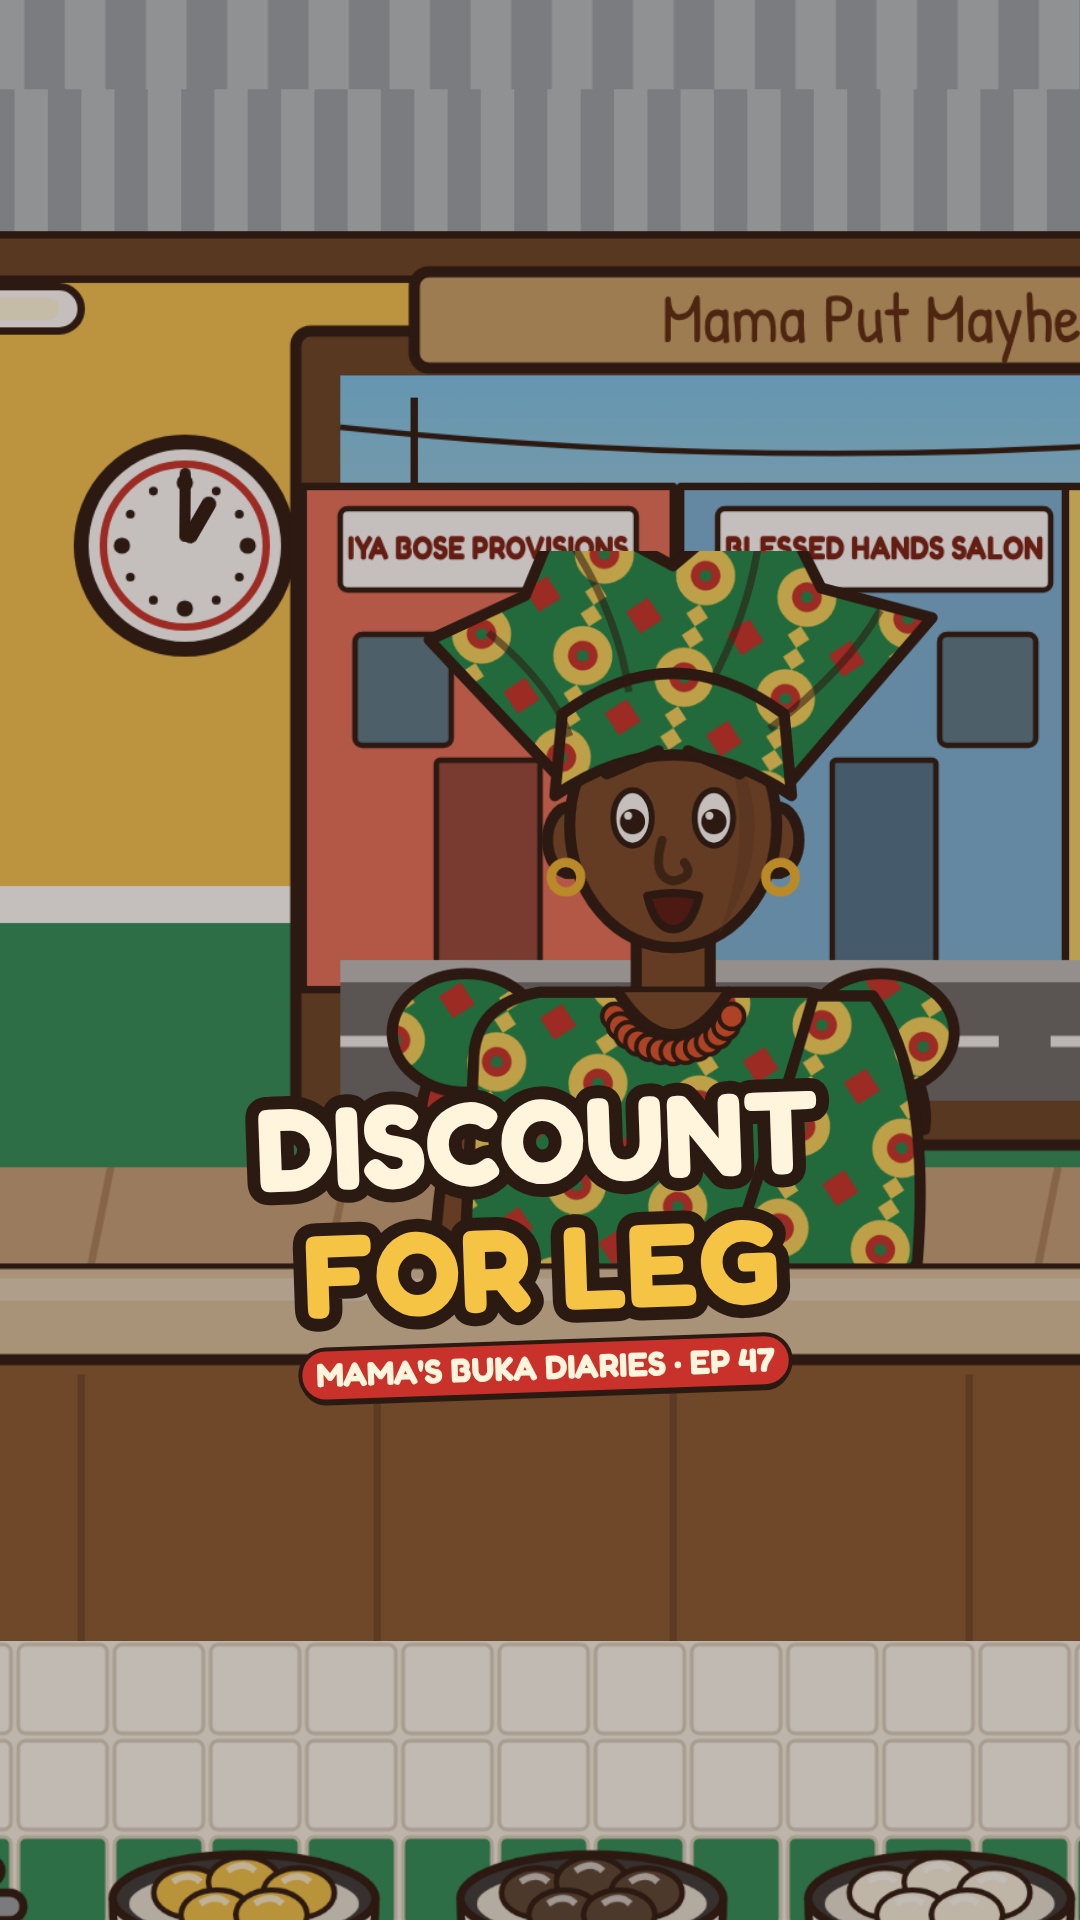 Mama Put Mayhe
IYA BOSE PROVISIONS
BLESSED HANDS SALON
DISCOUNT
FOR LEG
MAMA'S BUKA DIARIES · EP 47